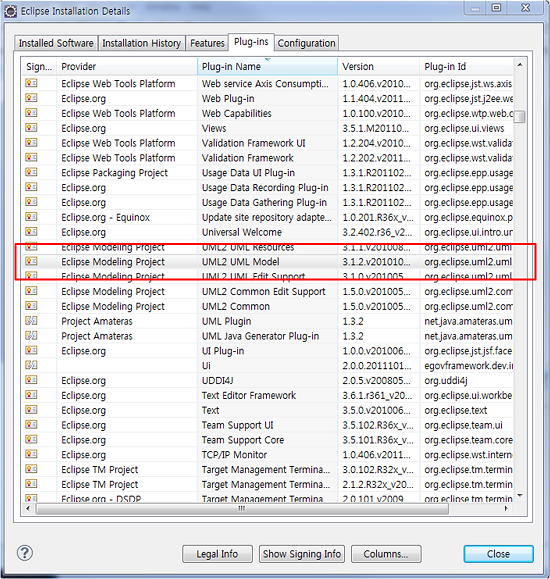 Eclipse Installation Details
Installed Software Installation History Features Plug-ins Configuration
Sign... Provider Plug-in Name Version Plug-in Id
Eclipse Web Tools Platform Web service Axis Consumpti... 1.0.406.v2010... org.eclipse.jst.ws.axis
Eclipse.org Web Plug-in 1.1.404.v2011... org.eclipse.jst.j2ee.we
Eclipse Web Tools Platform Web Capabilities 1.0.100.v2010... org.eclipse.wtp.web.c
Eclipse.org Views 3.5.1.M20110... org.eclipse.ui.views
Eclipse Web Tools Platform Validation Framework UI 1.2.204.v2010... org.eclipse.wst.valida
Eclipse Web Tools Platform Validation Framework 1.2.202.v2011... org.eclipse.wst.valida
Eclipse Packaging Project Usage Data UI Plug-in 1.3.1.R201102... org.eclipse.epp.usage
Eclipse.org Usage Data Recording Plug-in 1.3.1.R201102... org.eclipse.epp.usage
Eclipse.org Usage Data Gathering Plug-in 1.3.1.R201102... org.eclipse.epp.usage
Eclipse.org - Equinox Update site repository adapte... 1.0.201.R36x_v... org.eclipse.equinox.p
Eclipse.org Universal Welcome 3.2.402.r36_v... org.eclipse.ui.intro.un
Eclipse Modeling Project UML2 UML Resources 3.1.1.v201008... org.eclipse.uml2.uml
Eclipse Modeling Project UML2 UML Model 3.1.2.v201010... org.eclipse.uml2.uml
Eclipse Modeling Project UML2 UML Edit Support 3.1.0.v201005... org.eclipse.uml2.uml
Eclipse Modeling Project UML2 Common Edit Support 1.5.0.v201005... org.eclipse.uml2.com
Eclipse Modeling Project UML2 Common 1.5.0.v201005... org.eclipse.uml2.com
Project Amateras UML Plugin 1.3.2 net.java.amateras.um
Project Amateras UML Java Generator Plug-in 1.3.2 net.java.amateras.um
Eclipse.org UI Plug-in 1.0.0.v201006... org.eclipse.jst.jsf.face
Ui 2.0.0.2011101... egovframework.dev.ir
Eclipse.org UDDI4J 2.0.5.v200805... org.uddi4j
Eclipse.org Text Editor Framework 3.6.1.r361_v20... org.eclipse.ui.workbe
Eclipse.org Text 3.5.0.v201006... org.eclipse.text
Eclipse.org Team Support UI 3.5.102.R36x_... org.eclipse.team.ui
Eclipse.org Team Support Core 3.5.101.R36x_... org.eclipse.team.core
Eclipse.org TCP/IP Monitor 1.0.406.v2010... org.eclipse.wst.intern
Eclipse TM Project Target Management Termina... 3.0.102.R32x_v... org.eclipse.tm.termin
Eclipse TM Project Target Management Termina... 2.1.2.R32x_v20... org.eclipse.tm.termin
Eclipse.org - DSDP Target Management Termina... 2.0.101.v2009... org.eclipse.tm.termin
Legal Info Show Signing Info Columns... Close